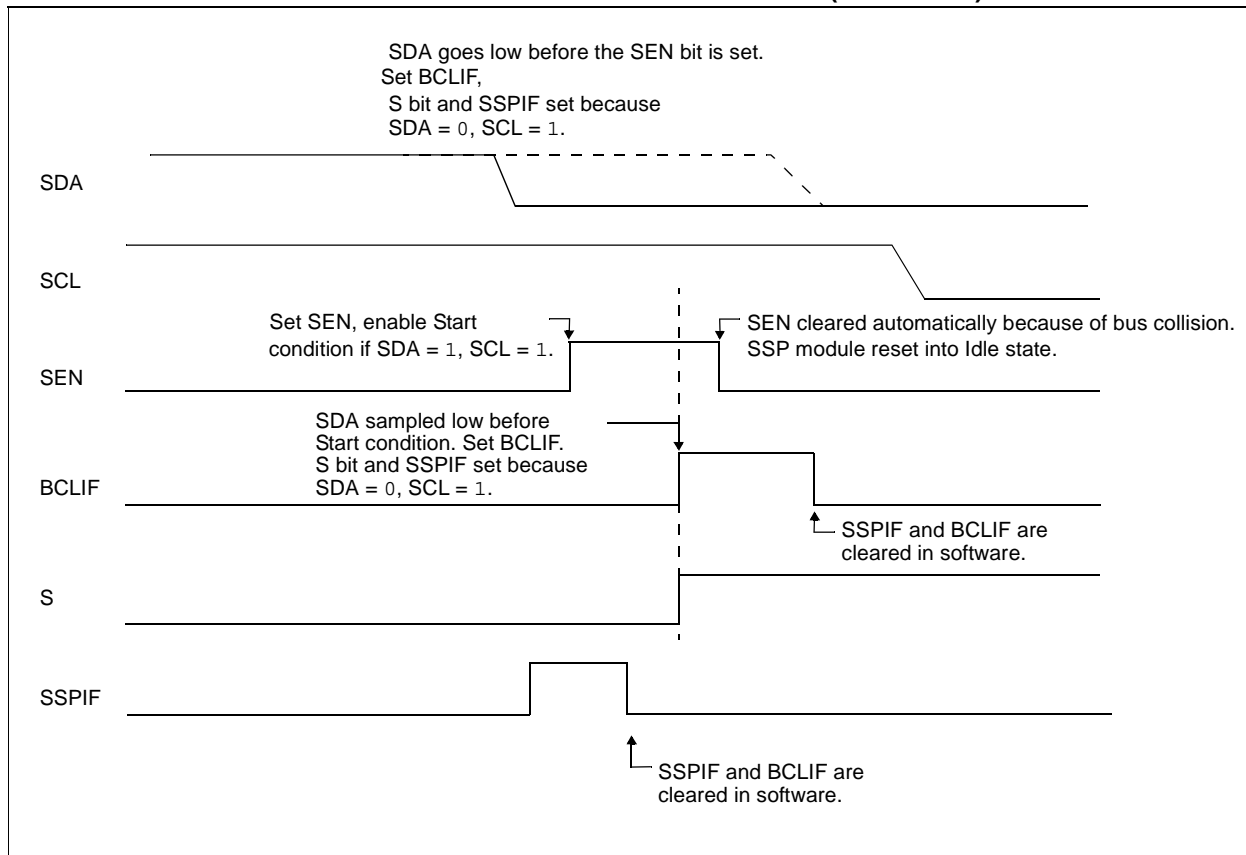 SDA goes low before the SEN bit is set.
Set BCLIF,
S bit and SSPIF set because
SDA = 0, SCL = 1.
SDA
SCL
Set SEN, enable Start
condition if SDA = 1, SCL = 1.
SEN cleared automatically because of bus collision.
SSP module reset into Idle state.
SEN
SDA sampled low before
Start condition. Set BCLIF.
S bit and SSPIF set because
SDA = 0, SCL = 1.
BCLIF
SSPIF and BCLIF are
cleared in software.
S
SSPIF
SSPIF and BCLIF are
cleared in software.